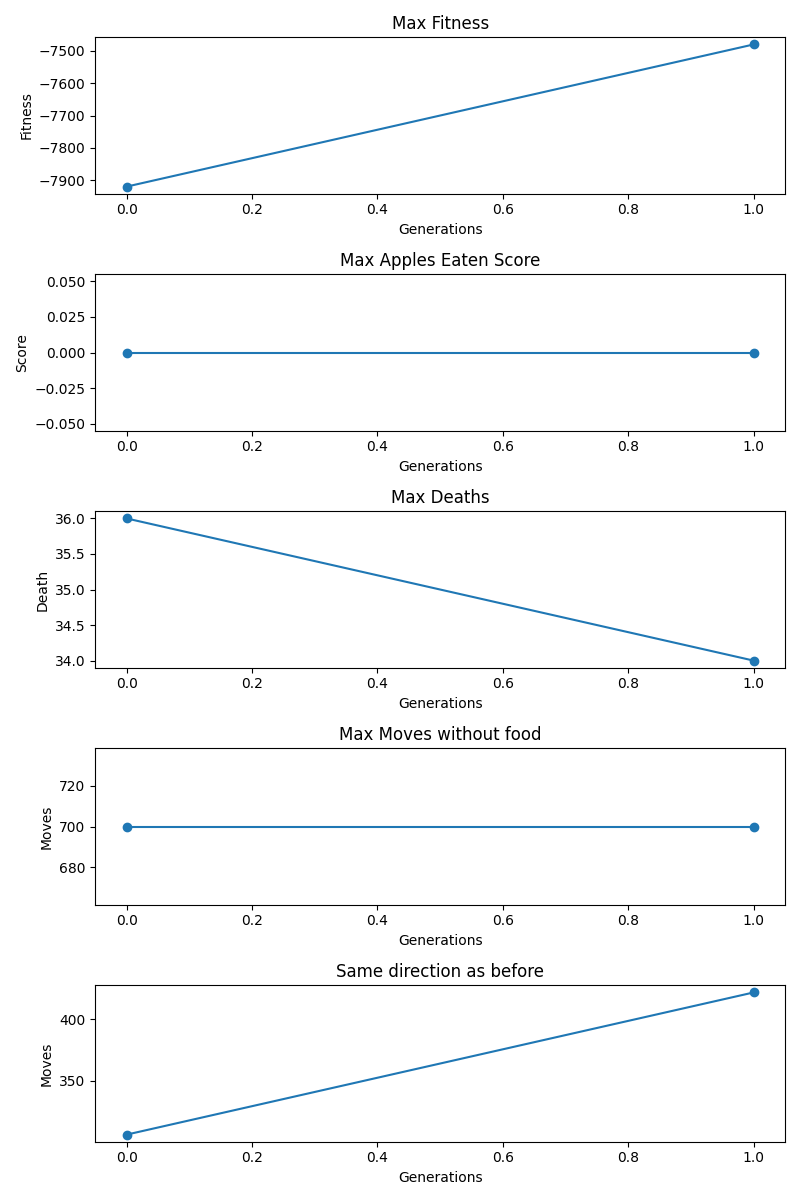 Max Fitness
Fitness
−7500
−7600
−7700
−7800
−7900
0.0 0.2 0.4 0.6 0.8 1.0
Generations
Max Apples Eaten Score
Score
0.050
0.025
0.000
−0.025
−0.050
0.0 0.2 0.4 0.6 0.8 1.0
Generations
Max Deaths
Death
36.0
35.5
35.0
34.5
34.0
0.0 0.2 0.4 0.6 0.8 1.0
Generations
Max Moves without food
Moves
720
700
680
0.0 0.2 0.4 0.6 0.8 1.0
Generations
Same direction as before
Moves
400
350
0.0 0.2 0.4 0.6 0.8 1.0
Generations